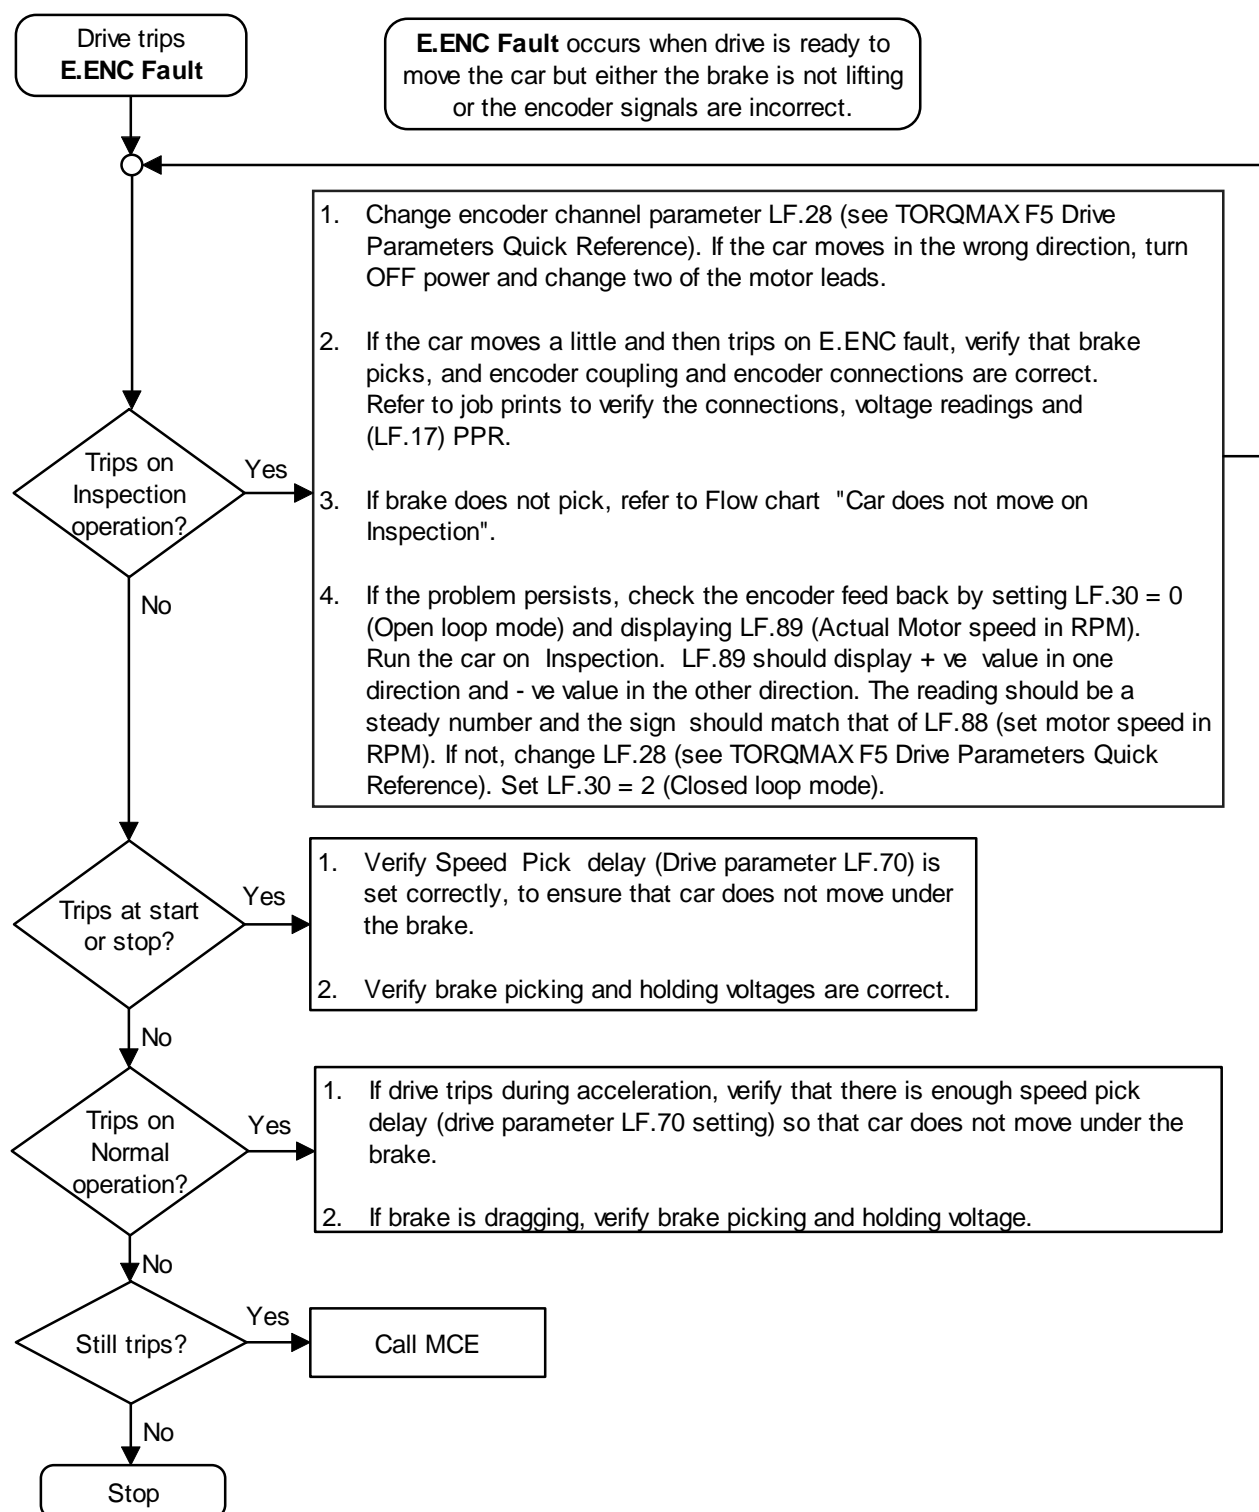 Drive trips
E.ENC Fault
E.ENC Fault occurs when drive is ready to
move the car but either the brake is not lifting
or the encoder signals are incorrect.
1. Change encoder channel parameter LF.28 (see TORQMAX F5 Drive
Parameters Quick Reference). If the car moves in the wrong direction, turn
OFF power and change two of the motor leads.
2. If the car moves a little and then trips on E.ENC fault, verify that brake
picks, and encoder coupling and encoder connections are correct.
Refer to job prints to verify the connections, voltage readings and
(LF.17) PPR.
Trips on
Inspection
operation?
Yes
3. If brake does not pick, refer to Flow chart "Car does not move on
Inspection".
No
4. If the problem persists, check the encoder feed back by setting LF.30 = 0
(Open loop mode) and displaying LF.89 (Actual Motor speed in RPM).
Run the car on Inspection. LF.89 should display + ve value in one
direction and - ve value in the other direction. The reading should be a
steady number and the sign should match that of LF.88 (set motor speed in
RPM). If not, change LF.28 (see TORQMAX F5 Drive Parameters Quick
Reference). Set LF.30 = 2 (Closed loop mode).
Trips at start
or stop?
Yes
1. Verify Speed Pick delay (Drive parameter LF.70) is
set correctly, to ensure that car does not move under
the brake.
2. Verify brake picking and holding voltages are correct.
No
Trips on
Normal
operation?
Yes
1. If drive trips during acceleration, verify that there is enough speed pick
delay (drive parameter LF.70 setting) so that car does not move under the
brake.
2. If brake is dragging, verify brake picking and holding voltage.
No
Still trips?
Yes
Call MCE
No
Stop